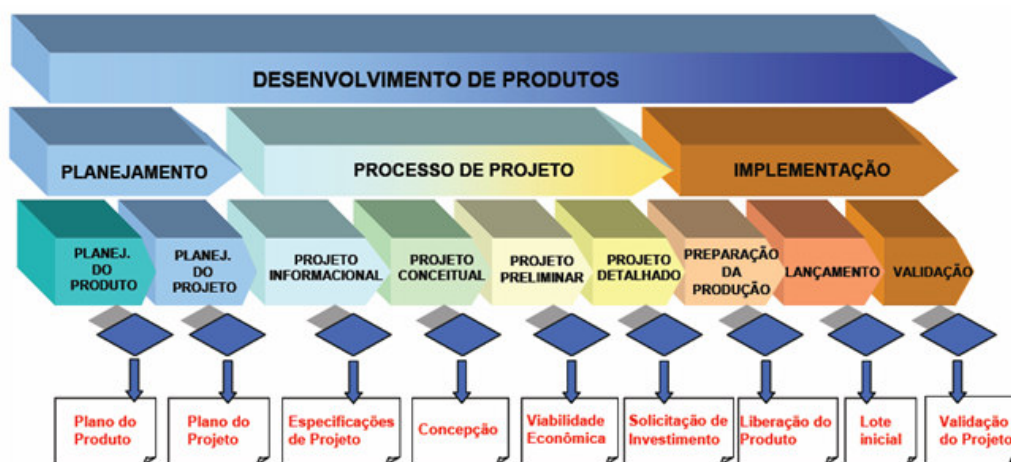 DESENVOLVIMENTO DE PRODUTOS
PLANEJAMENTO
PROCESSO DE PROJETO
IMPLEMENTAÇÃO
PLANEJ.
DO
PRODUTO
PLANEJ.
DO
PROJETO
PROJETO
INFORMACIONAL
PROJETO
CONCEITUAL
PROJETO
PRELIMINAR
PROJETO
DETALHADO
PREPARAÇÃO
DA
PRODUÇÃO
LANÇAMENTO
VALIDAÇÃO
Plano do
Produto
Plano do
Projeto
Especificações
de Projeto
Concepção
Viabilidade
Econômica
Solicitação de
Investimento
Liberação do
Produto
Lote
inicial
Validação
do Projeto